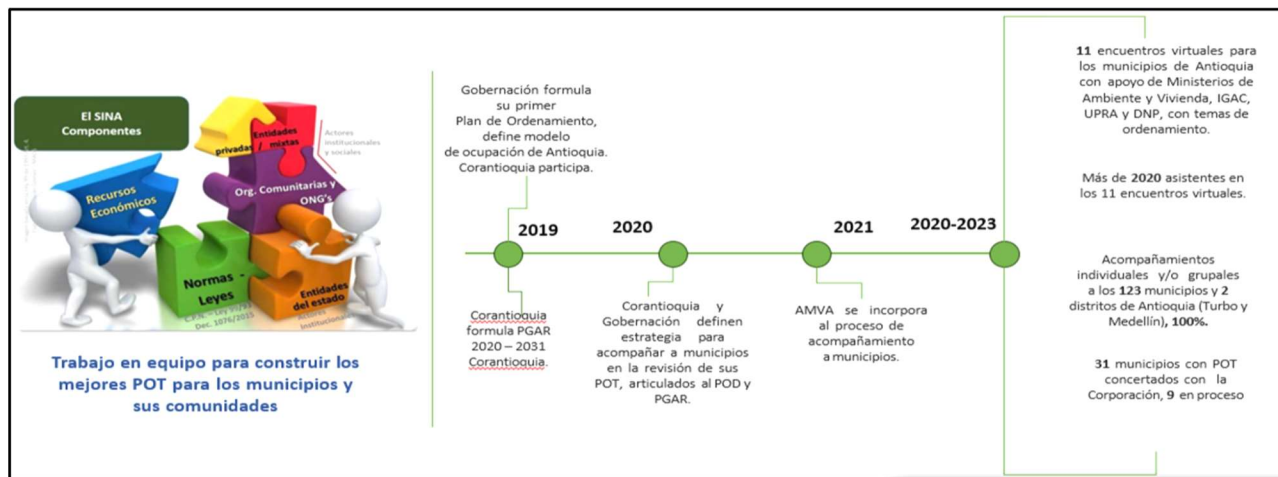 El SINA
Componentes
Entidades
privadas / mixtas
Actores
institucionales
y sociales
Recursos
Económicos
Org. Comunitarias y
ONG's
Normas -
Leyes
Entidades
del estado
Dec. 1076/2015
Trabajo en equipo para construir los
mejores POT para los municipios y
sus comunidades
Gobernación formula
su primer
Plan de Ordenamiento,
define modelo
de ocupación de Antioquia.
Corantioquia participa.
2019
Corantioquia
formula PGAR
2020 – 2031
Corantioquia.
2020
Corantioquia y
Gobernación definen
estrategia para
acompañar a municipios
en la revisión de sus
POT, articulados al POD y
PGAR.
2021
AMVA se incorpora
al proceso de
acompañamiento
a municipios.
2020-2023
11 encuentros virtuales para
los municipios de Antioquia
con apoyo de Ministerios de
Ambiente y Vivienda, IGAC,
UPRA y DNP, con temas de
ordenamiento.
Más de 2020 asistentes en
los 11 encuentros virtuales.
Acompañamientos
individuales y/o grupales
a los 123 municipios y 2
distritos de Antioquia (Turbo y
Medellín), 100%.
31 municipios con POT
concertados con la
Corporación, 9 en proceso